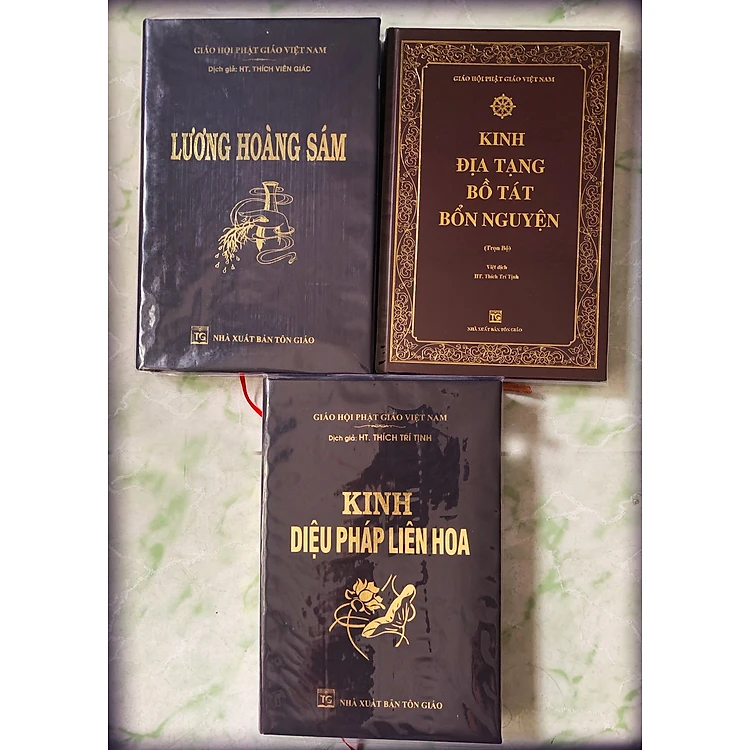 GIÁO HỘI PHẬT GIÁO VIỆT NAM
Dịch giả: HT. THÍCH VIÊN GIÁC
LƯƠNG HOÀNG SÁM
TG
NHÀ XUẤT BẢN TÔN GIÁO
GIÁO HỘI PHẬT GIÁO VIỆT NAM
KINH
ĐỊA TẠNG
BỒ TÁT
BỔN NGUYỆN
(Trọn Bộ)
Việt dịch
HT. Thích Trí Tịnh
TG
NHÀ XUẤT BẢN TÔN GIÁO
GIÁO HỘI PHẬT GIÁO VIỆT NAM
Dịch giả: HT. THÍCH TRÍ TỊNH
KINH
DIỆU PHÁP LIÊN HOA
TG
NHÀ XUẤT BẢN TÔN GIÁO